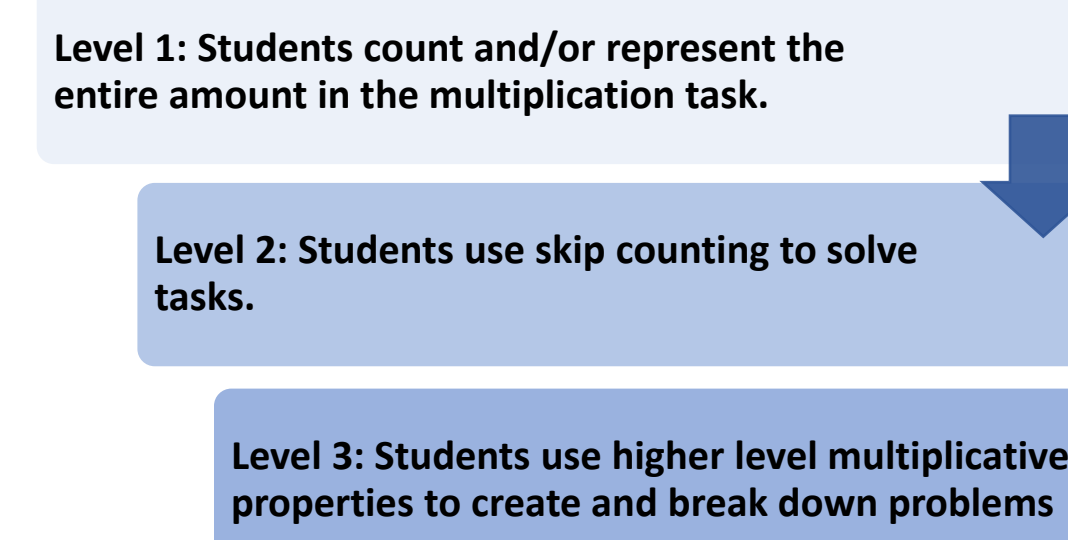 Level 1: Students count and/or represent the
entire amount in the multiplication task.
Level 2: Students use skip counting to solve
tasks.
Level 3: Students use higher level multiplicative
properties to create and break down problems